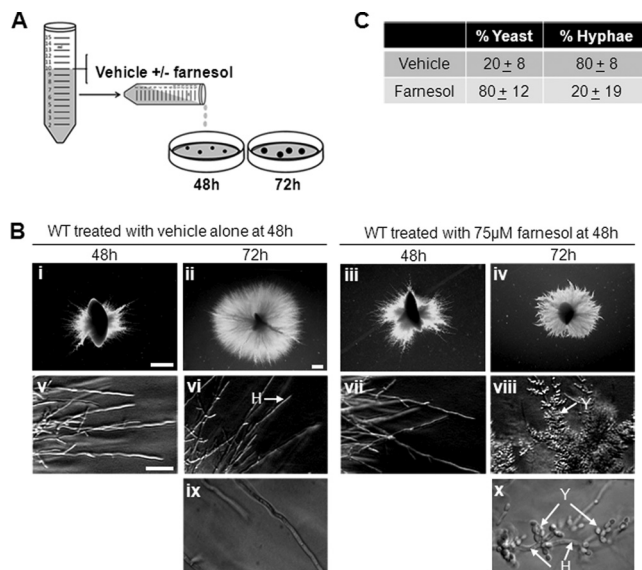 A
Vehicle +/- farnesol
48h 72h
C
% Yeast % Hyphae
Vehicle 20 ± 8 80 ± 8
Farnesol 80 ± 12 20 ± 19
B
WT treated with vehicle alone at 48h
WT treated with 75µM farnesol at 48h
48h 72h 48h 72h
i ii iii iv
v vi vii viii
H
Y
ix x
Y
H